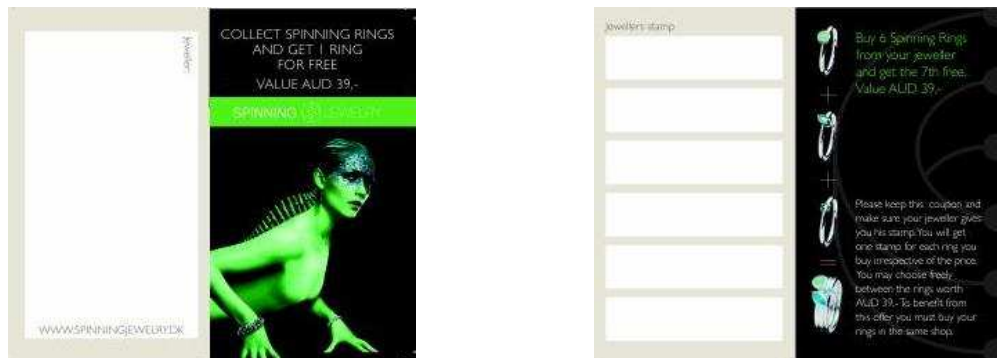 Jeweller:
WWW.SPINNINGJEWELRY.DK
COLLECT SPINNING RINGS
AND GET 1 RING
FOR FREE
VALUE AUD 39,-
SPINNING JEWELRY
Jewellers stamp
Buy 6 Spinning Rings
from your jeweller
and get the 7th free.
Value AUD 39,-
+
+
=
Please keep this coupon and
make sure your jeweller gives
you his stamp. You will get
one stamp for each ring you
buy irrespective of the price.
You may choose freely
between the rings worth
AUD 39,- To benefit from
this offer you must buy your
rings in the same shop.